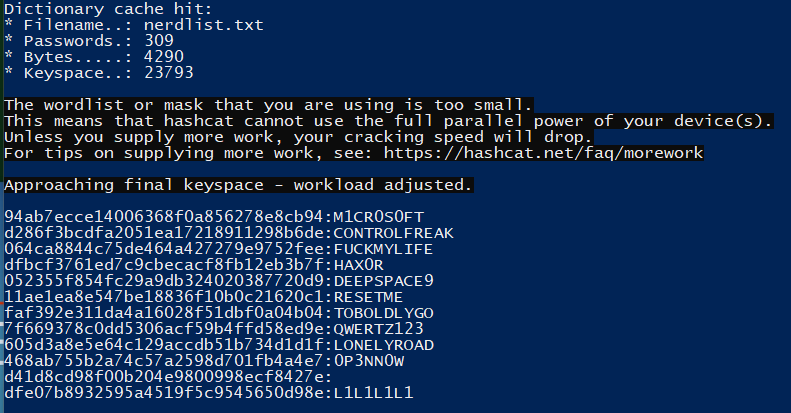 Dictionary cache hit:
* Filename..: nerdlist.txt
* Passwords.: 309
* Bytes.....: 4290
* Keyspace..: 23793
The wordlist or mask that you are using is too small.
This means that hashcat cannot use the full parallel power of your device(s).
Unless you supply more work, your cracking speed will drop.
For tips on supplying more work, see: https://hashcat.net/faq/morework
Approaching final keyspace - workload adjusted.
94ab7ecce14006368f0a856278e8cb94:M1CR0S0FT
d286f3bcdfa2051ea17218911298b6de:CONTROLFREAK
064ca8844c75de464a427279e9752fee:FUCKMYLIFE
dfbcf3761ed7c9cbecacf8fb12eb3b7f:HAX0R
052355f854fc29a9db324020387720d9:DEEPSPACE9
11ae1ea8e547be18836f10b0c21620c1:RESETME
faf392e311da4a16028f51dbf0a04b04:TOBOLDLYGO
7f669378c0dd5306acf59b4ffd58ed9e:QWERTZ123
605d3a8e5e64c129accdb51b734d1d1f:LONELYROAD
468ab755b2a74c57a2598d701fb4a4e7:0P3NN0W
d41d8cd98f00b204e9800998ecf8427e:
dfe07b8932595a4519f5c9545650d98e:L1L1L1L1